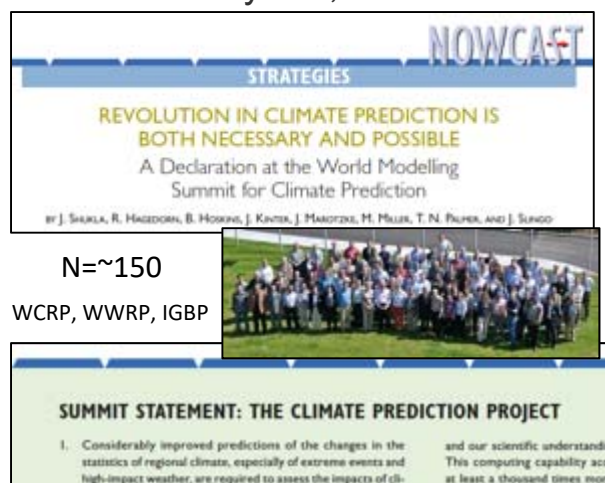 NOWCAST
STRATEGIES
REVOLUTION IN CLIMATE PREDICTION IS
BOTH NECESSARY AND POSSIBLE
A Declaration at the World Modelling
Summit for Climate Prediction
BY J. SHUKLA, R. HAGEDORN, B. HOSKINS, J. KINTER, J. MAROTZKE, M. MILLER, T. N. PALMER, AND J. SLINGO
N=~150
WCRP, WWRP, IGBP
SUMMIT STATEMENT: THE CLIMATE PREDICTION PROJECT
1. Considerably improved predictions of the changes in the
statistics of regional climate, especially of extreme events and
high-impact weather, are required to assess the impacts of cli-
and our scientific understandi
This computing capability acc
at least a thousand times mor